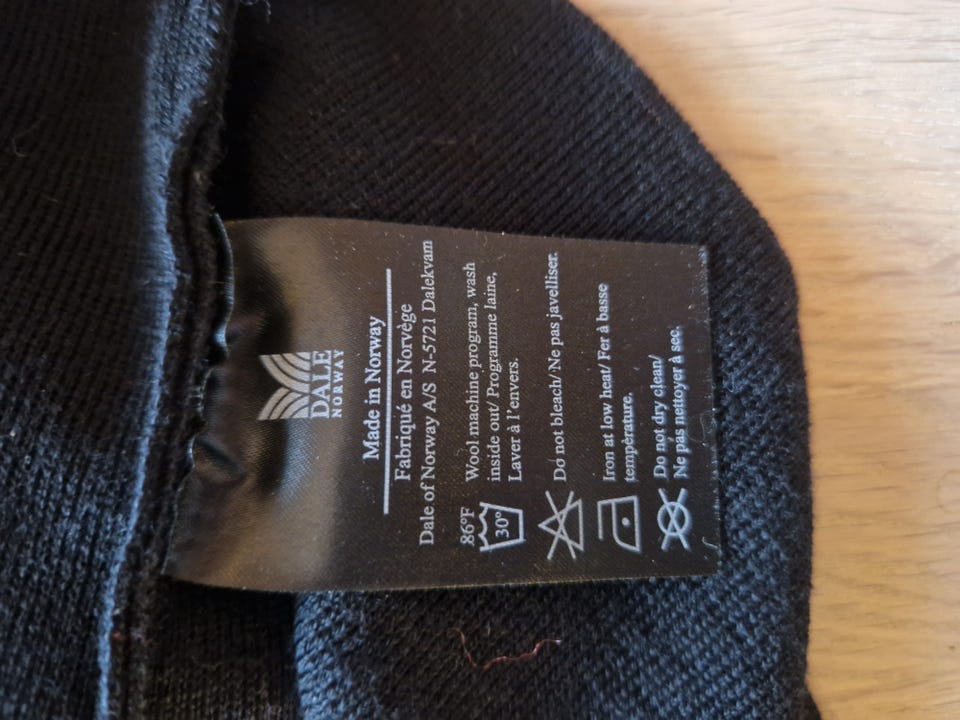 DALE
NORWAY
Made in Norway
Fabriqué en Norvège
Dale of Norway A/S N-5721 Dalekvam
86°F
30°
Wool machine program, wash
inside out/ Programme laine,
Laver à l'envers.
Do not bleach/ Ne pas javelliser.
Iron at low heat/ Fer à basse
température.
Do not dry clean/
Ne pas nettoyer à sec.